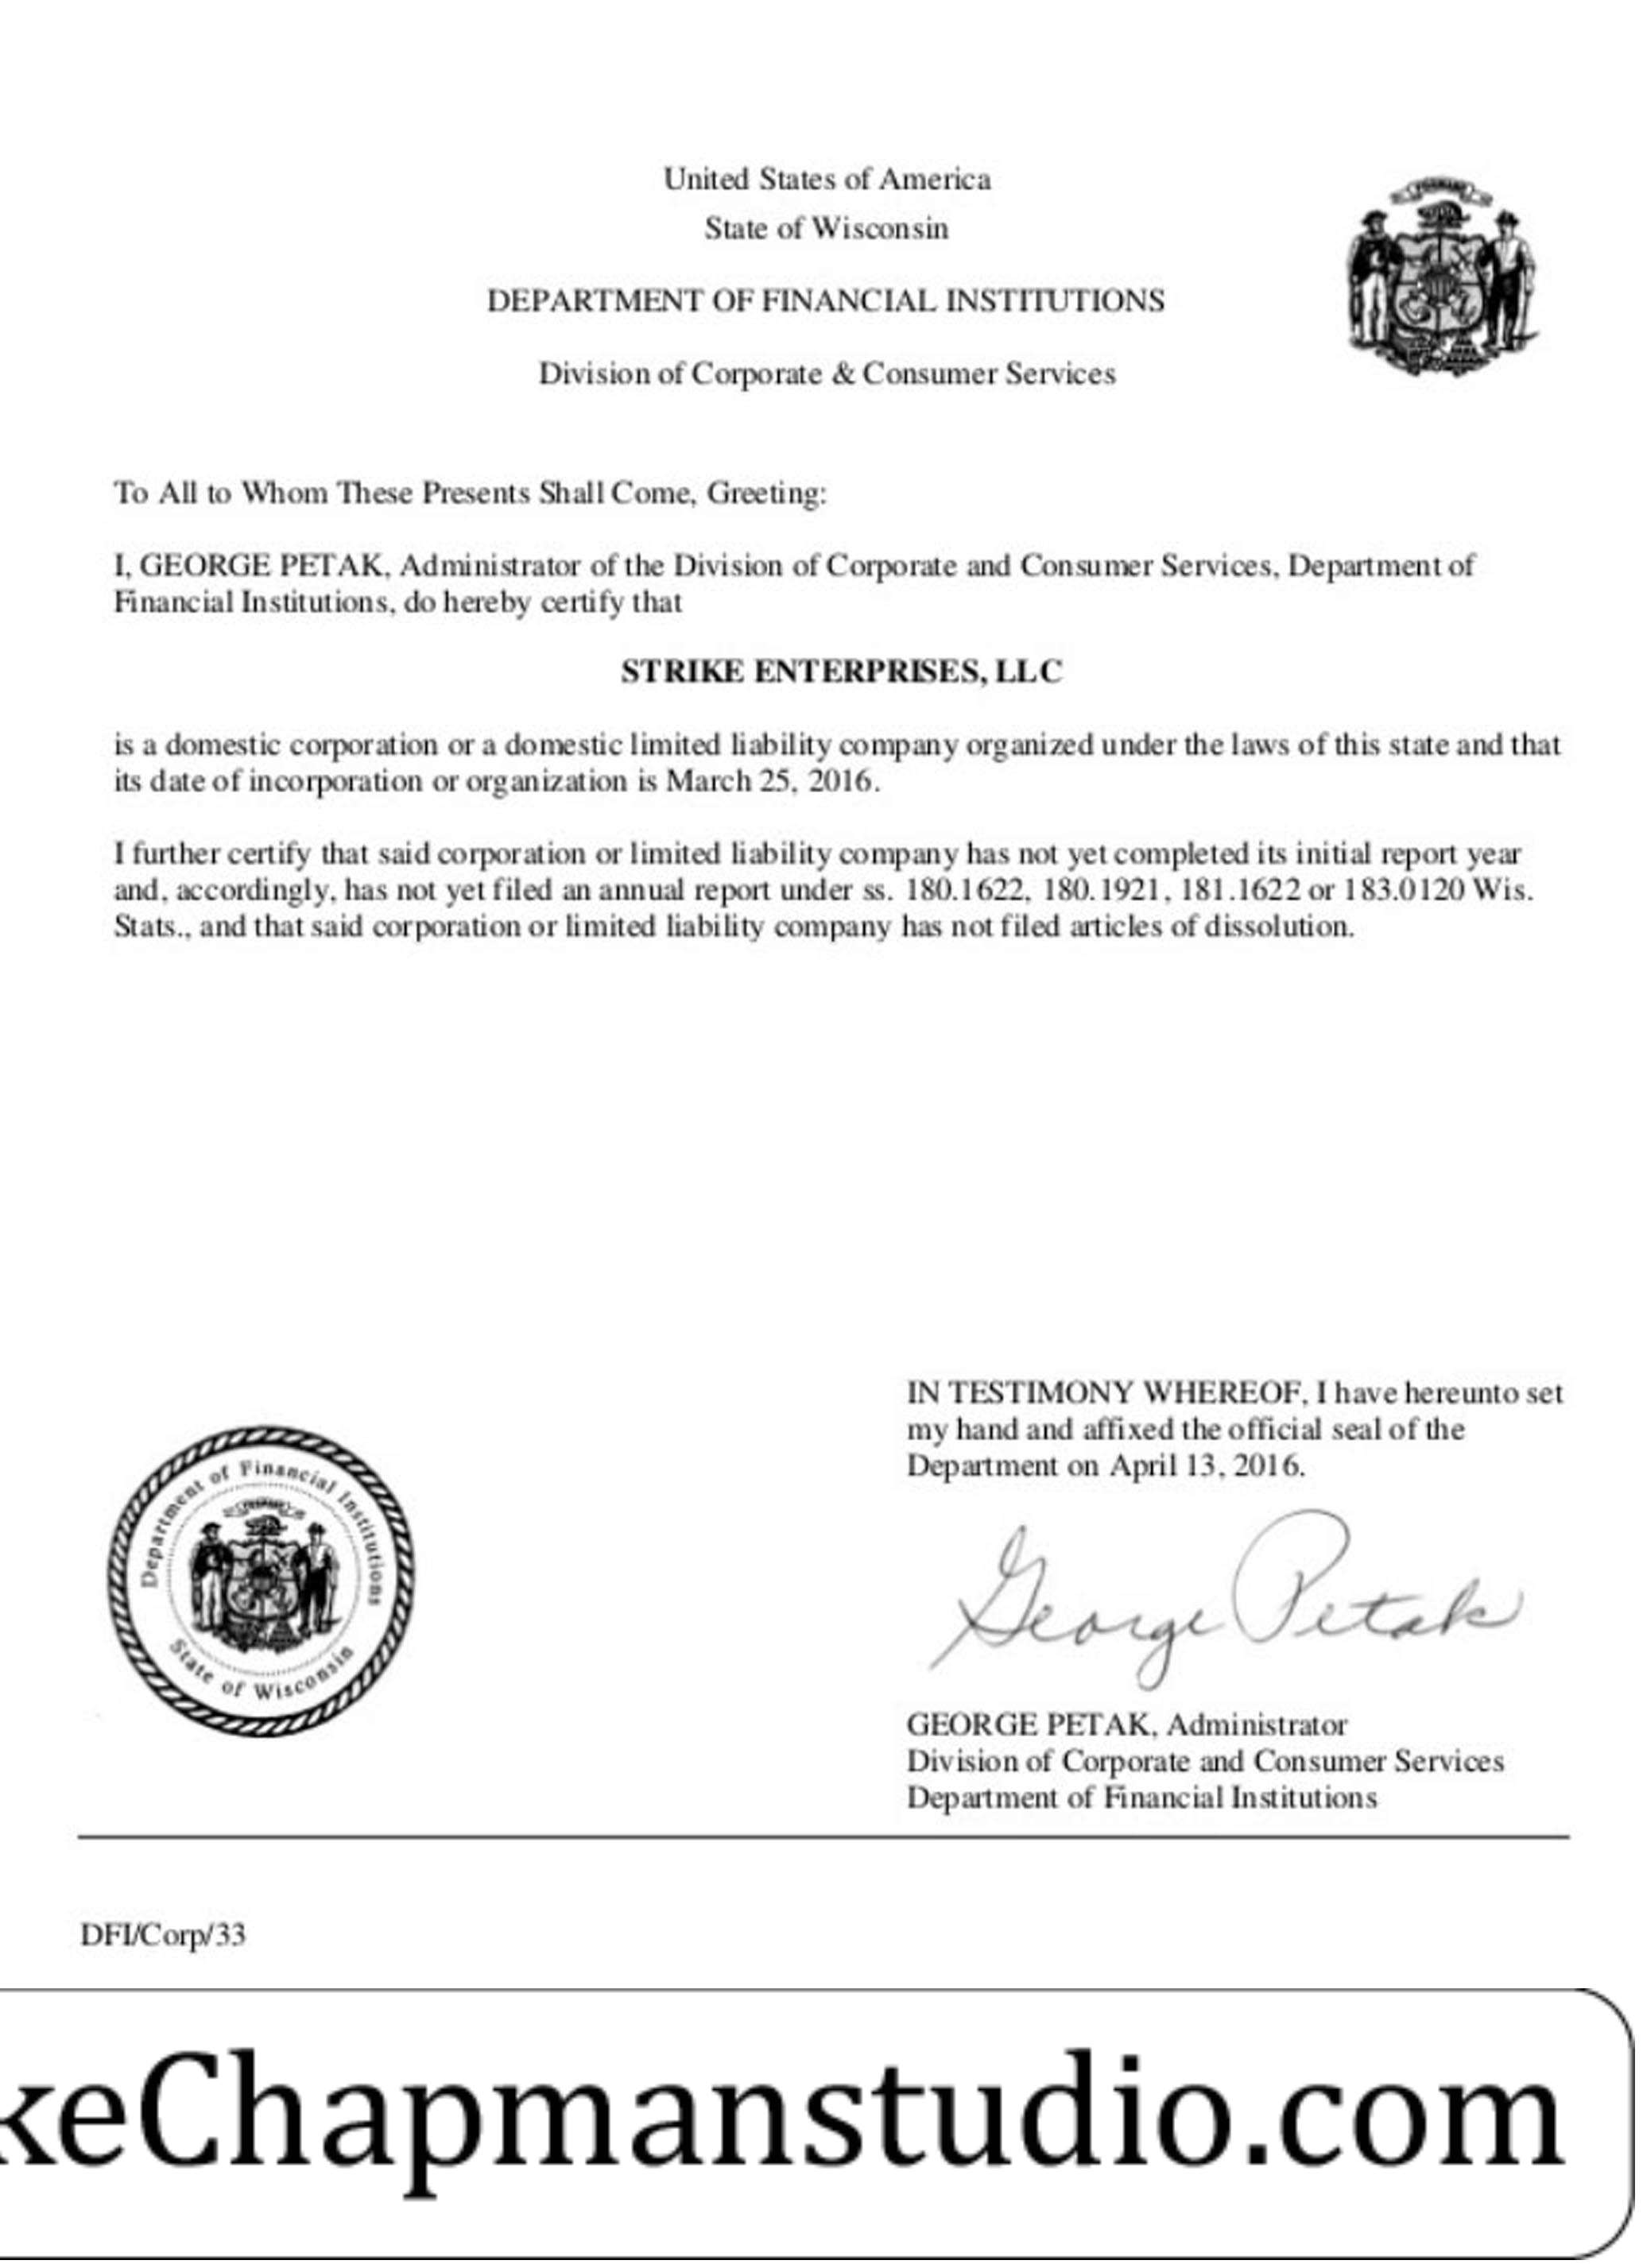 United States of America
State of Wisconsin
DEPARTMENT OF FINANCIAL INSTITUTIONS
Division of Corporate & Consumer Services
To All to Whom These Presents Shall Come, Greeting:
I, GEORGE PETAK, Administrator of the Division of Corporate and Consumer Services, Department of
Financial Institutions, do hereby certify that
STRIKE ENTERPRISES, LLC
is a domestic corporation or a domestic limited liability company organized under the laws of this state and that
its date of incorporation or organization is March 25, 2016.
I further certify that said corporation or limited liability company has not yet completed its initial report year
and, accordingly, has not yet filed an annual report under ss. 180.1622, 180.1921, 181.1622 or 183.0120 Wis.
Stats., and that said corporation or limited liability company has not filed articles of dissolution.
IN TESTIMONY WHEREOF, I have hereunto set
my hand and affixed the official seal of the
Department on April 13, 2016.
Department of Financial Institutions
State of Wisconsin
George Petak
GEORGE PETAK, Administrator
Division of Corporate and Consumer Services
Department of Financial Institutions
DFI/Corp/33
keChapmanstudio.com